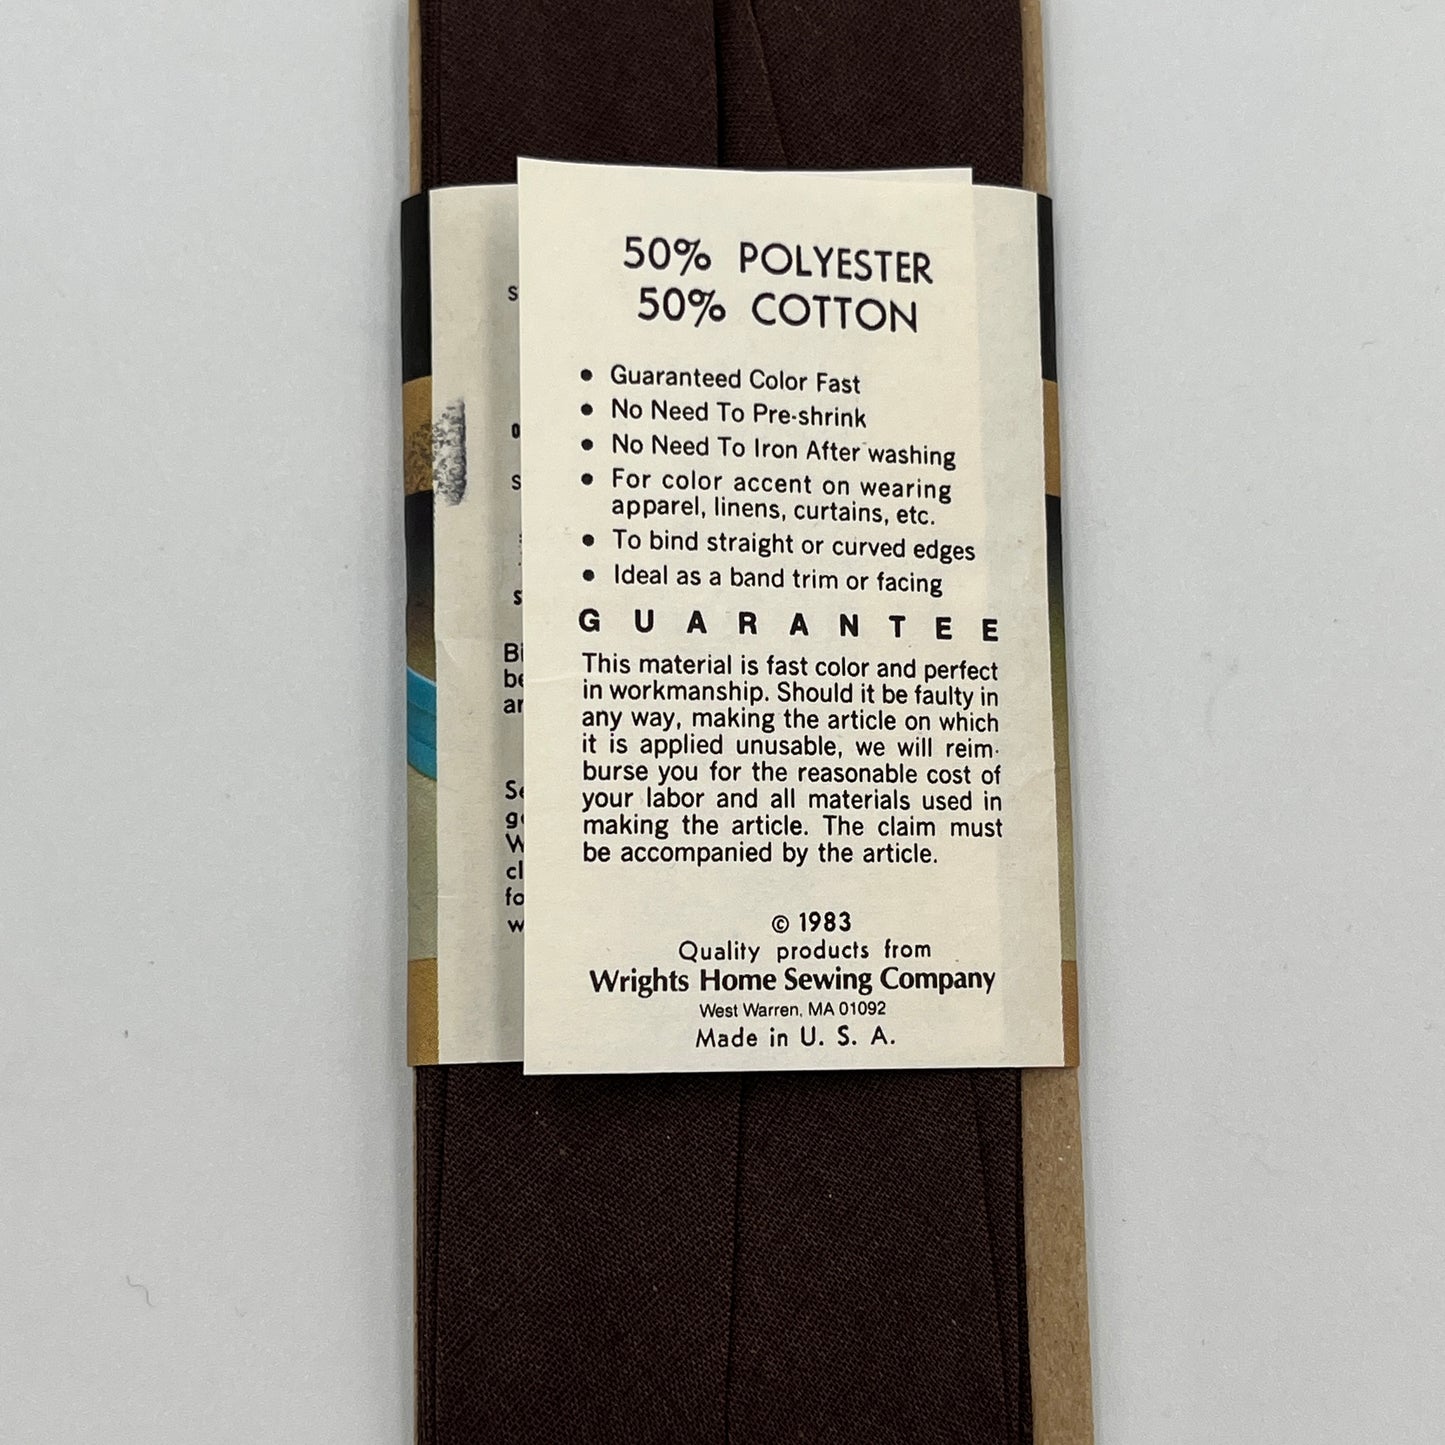 50% POLYESTER
50% COTTON
• Guaranteed Color Fast
• No Need To Pre-shrink
• No Need To Iron After washing
• For color accent on wearing
apparel, linens, curtains, etc.
• To bind straight or curved edges
• Ideal as a band trim or facing
GUARANTEE
This material is fast color and perfect
in workmanship. Should it be faulty in
any way, making the article on which
it is applied unusable, we will reim-
burse you for the reasonable cost of
your labor and all materials used in
making the article. The claim must
be accompanied by the article.
© 1983
Quality products from
Wrights Home Sewing Company
West Warren, MA 01092
Made in U. S. A.